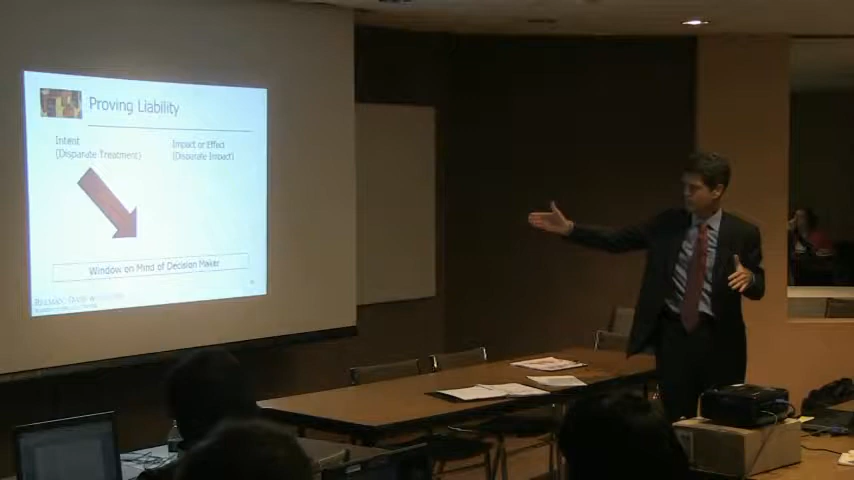 Proving Liability
Intent
(Disparate Treatment)
Impact or Effect
(Disparate Impact)
Window on Mind of Decision Maker